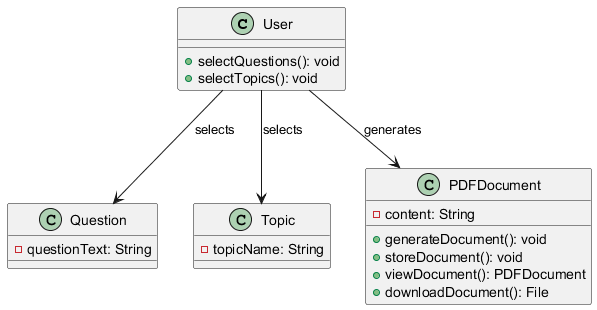 C User
selectQuestions(): void
selectTopics(): void
selects
selects
generates
C Question
questionText: String
C Topic
topicName: String
C PDFDocument
content: String
generateDocument(): void
storeDocument(): void
viewDocument(): PDFDocument
downloadDocument(): File